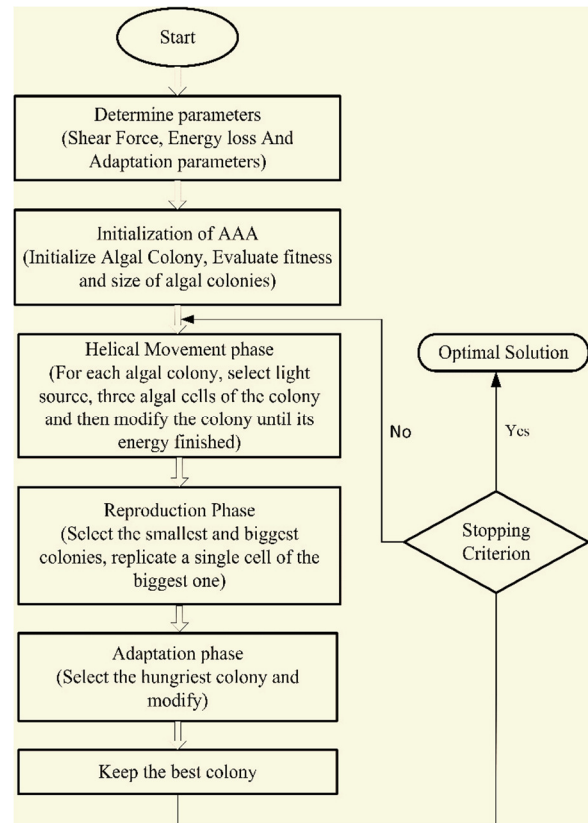 Start
Determine parameters
(Shear Force, Energy loss And
Adaptation parameters)
Initialization of AAA
(Initialize Algal Colony, Evaluate fitness
and size of algal colonies)
Helical Movement phase
(For each algal colony, select light
source, three algal cells of the colony
and then modify the colony until its
energy finished)
Reproduction Phase
(Select the smallest and biggest
colonies, replicate a single cell of the
biggest one)
Adaptation phase
(Select the hungriest colony and
modify)
Keep the best colony
No
Optimal Solution
Yes
Stopping
Criterion